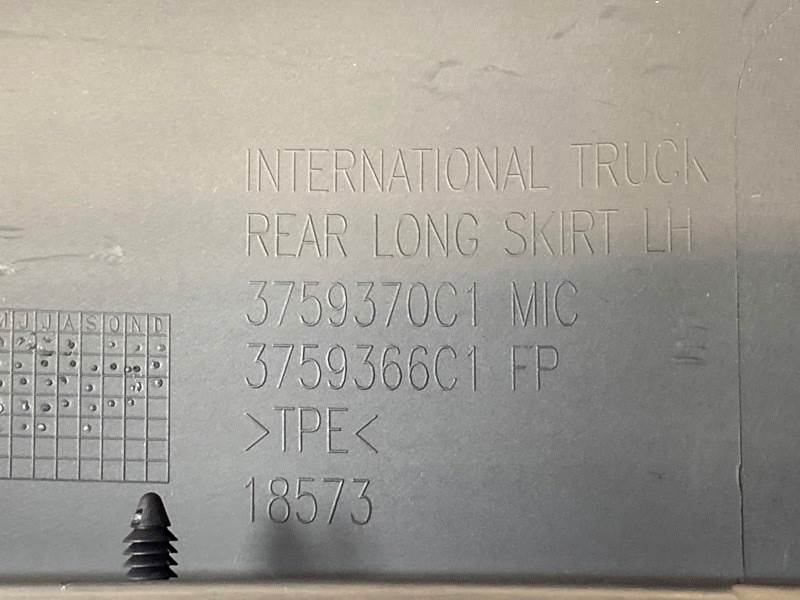 INTERNATIONAL TRUCK
REAR LONG SKIRT LH
3759370C1 MIC
3759366C1 FP
>TPE<
18573
M J J A S O N D